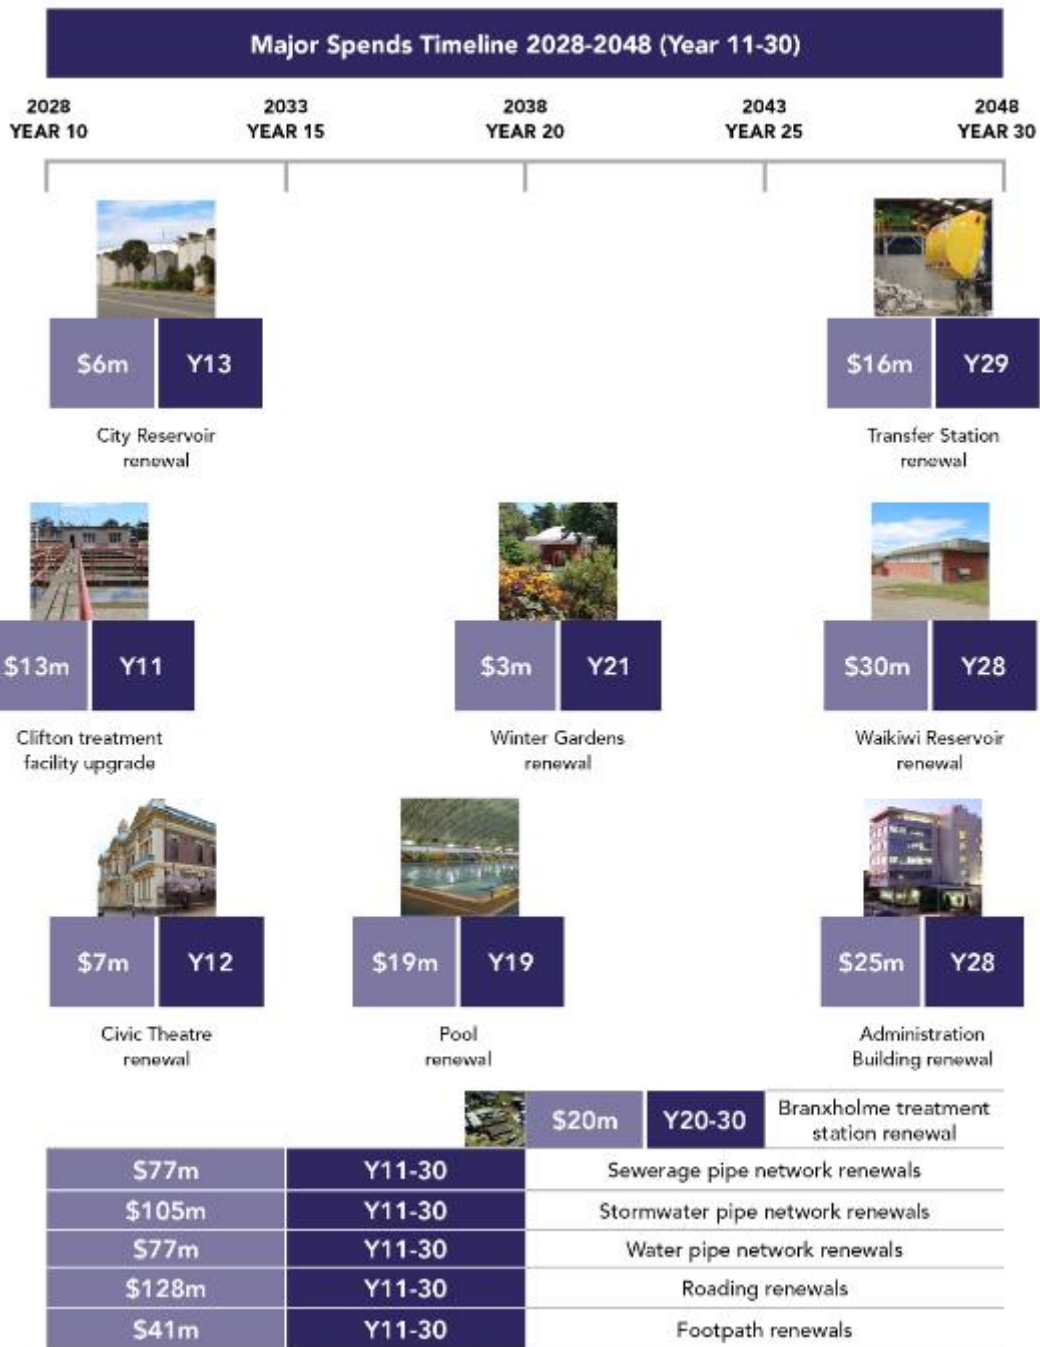 Major Spends Timeline 2028-2048 (Year 11-30)
2028
YEAR 10
2033
YEAR 15
2038
YEAR 20
2043
YEAR 25
2048
YEAR 30
$6m Y13
City Reservoir
renewal
$16m Y29
Transfer Station
renewal
$13m Y11
Clifton treatment
facility upgrade
$3m Y21
Winter Gardens
renewal
$30m Y28
Waikiwi Reservoir
renewal
$7m Y12
Civic Theatre
renewal
$19m Y19
Pool
renewal
$25m Y28
Administration
Building renewal
$20m Y20-30 Branxholme treatment
station renewal
$77m Y11-30 Sewerage pipe network renewals
$105m Y11-30 Stormwater pipe network renewals
$77m Y11-30 Water pipe network renewals
$128m Y11-30 Roading renewals
$41m Y11-30 Footpath renewals